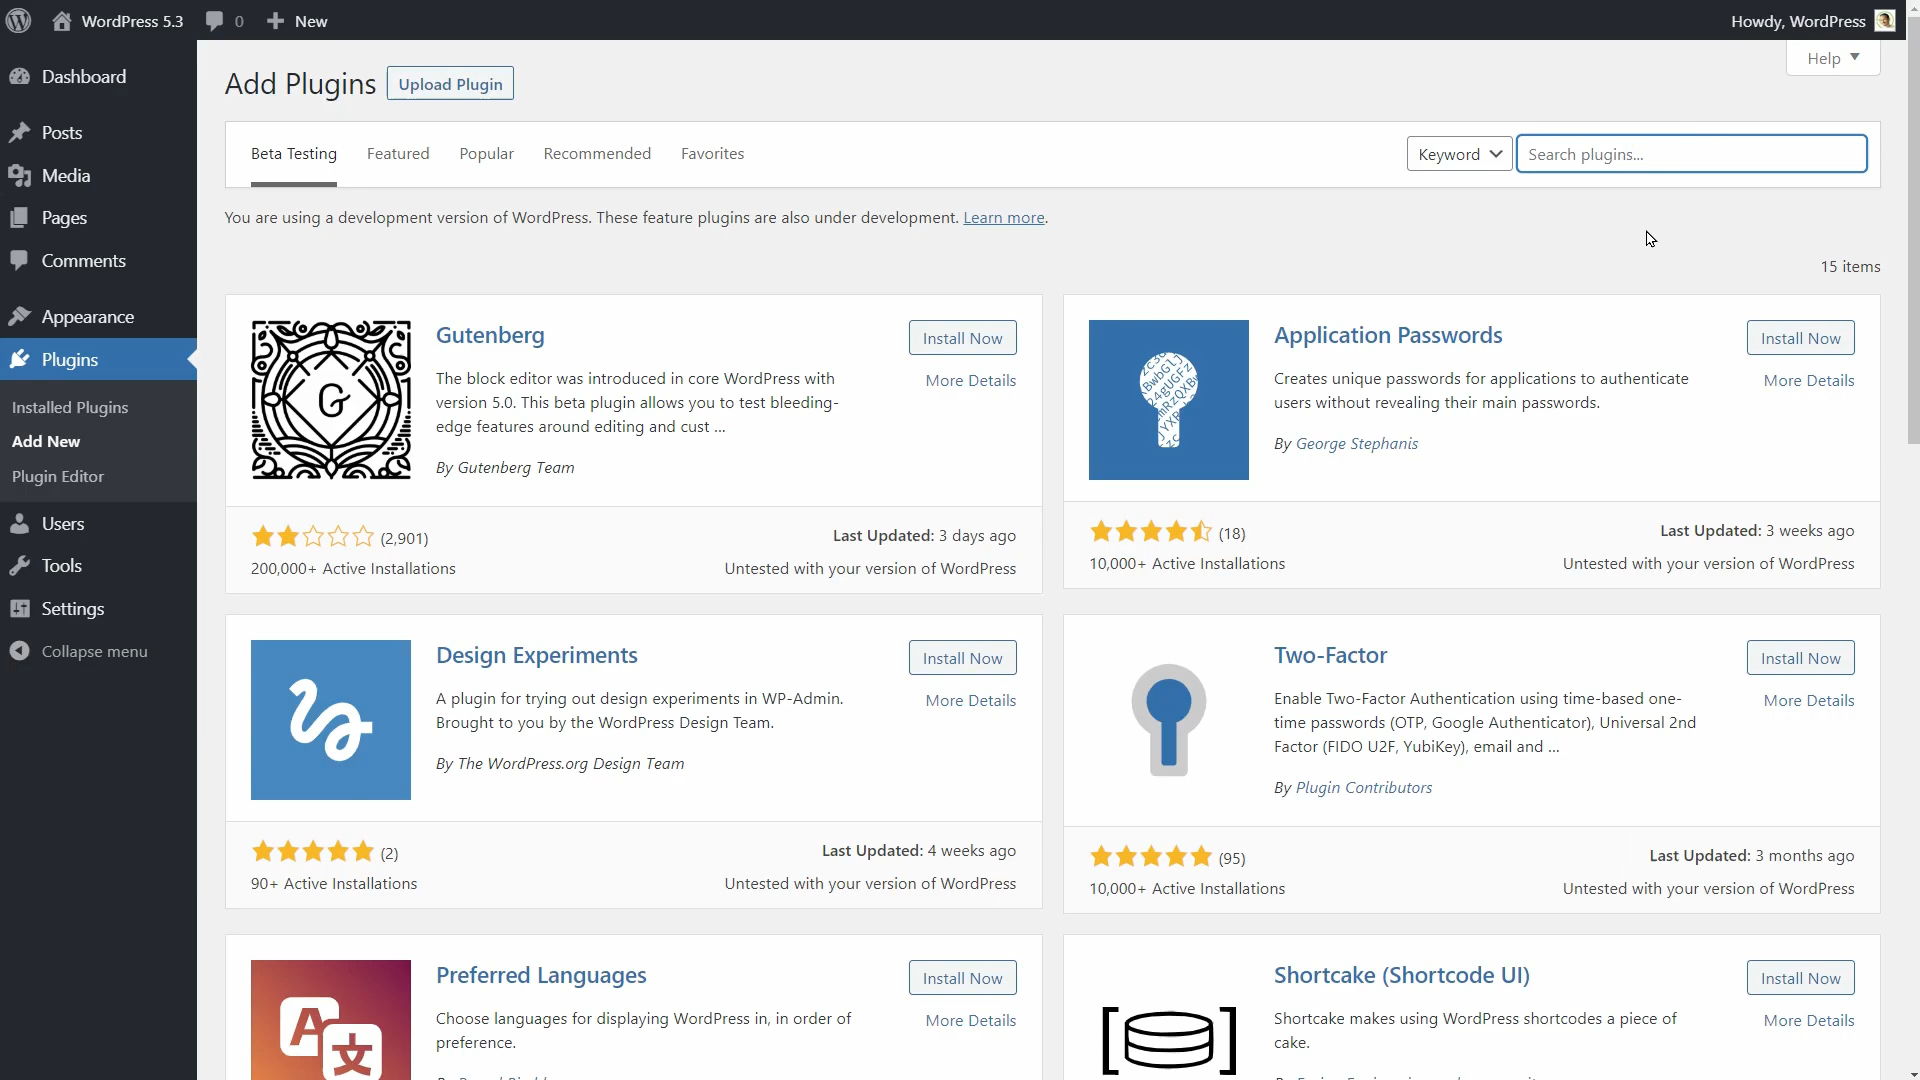 WordPress 5.3
0
New
Howdy, WordPress
Dashboard
Posts
Media
Pages
Comments
Appearance
Plugins
Installed Plugins
Add New
Plugin Editor
Users
Tools
Settings
Collapse menu
Help
Add Plugins
Upload Plugin
Beta Testing
Featured
Popular
Recommended
Favorites
Keyword
Search plugins...
You are using a development version of WordPress. These feature plugins are also under development. Learn more.
15 items
G
Gutenberg
Install Now
The block editor was introduced in core WordPress with
version 5.0. This beta plugin allows you to test bleeding-
edge features around editing and cust ...
More Details
By Gutenberg Team
(2,901)
Last Updated: 3 days ago
200,000+ Active Installations
Untested with your version of WordPress
Application Passwords
Install Now
Creates unique passwords for applications to authenticate
users without revealing their main passwords.
More Details
By George Stephanis
(18)
Last Updated: 3 weeks ago
10,000+ Active Installations
Untested with your version of WordPress
Design Experiments
Install Now
A plugin for trying out design experiments in WP-Admin.
Brought to you by the WordPress Design Team.
More Details
By The WordPress.org Design Team
(2)
Last Updated: 4 weeks ago
90+ Active Installations
Untested with your version of WordPress
Two-Factor
Install Now
Enable Two-Factor Authentication using time-based one-
time passwords (OTP, Google Authenticator), Universal 2nd
Factor (FIDO U2F, YubiKey), email and ...
More Details
By Plugin Contributors
(95)
Last Updated: 3 months ago
10,000+ Active Installations
Untested with your version of WordPress
A
文
Preferred Languages
Install Now
Choose languages for displaying WordPress in, in order of
preference.
More Details
Shortcake (Shortcode UI)
Install Now
Shortcake makes using WordPress shortcodes a piece of
cake.
More Details